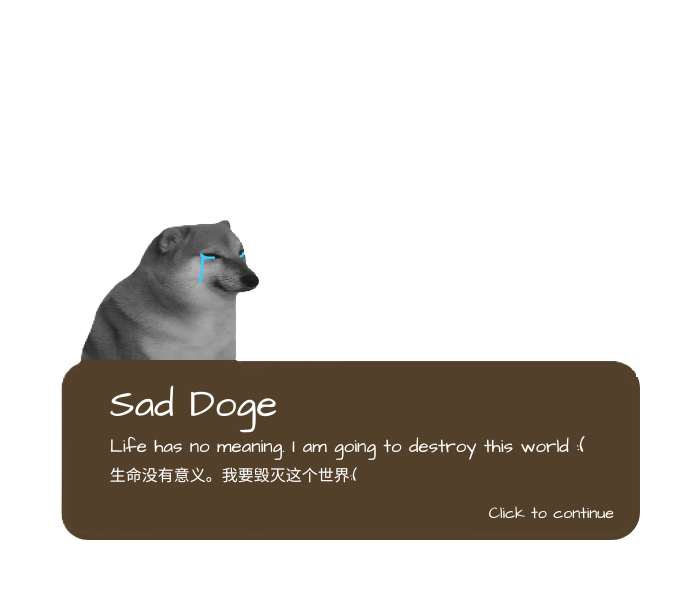 Sad Doge
Life has no meaning. I am going to destroy this world :(
生命没有意义。我要毁灭这个世界:(
Click to continue